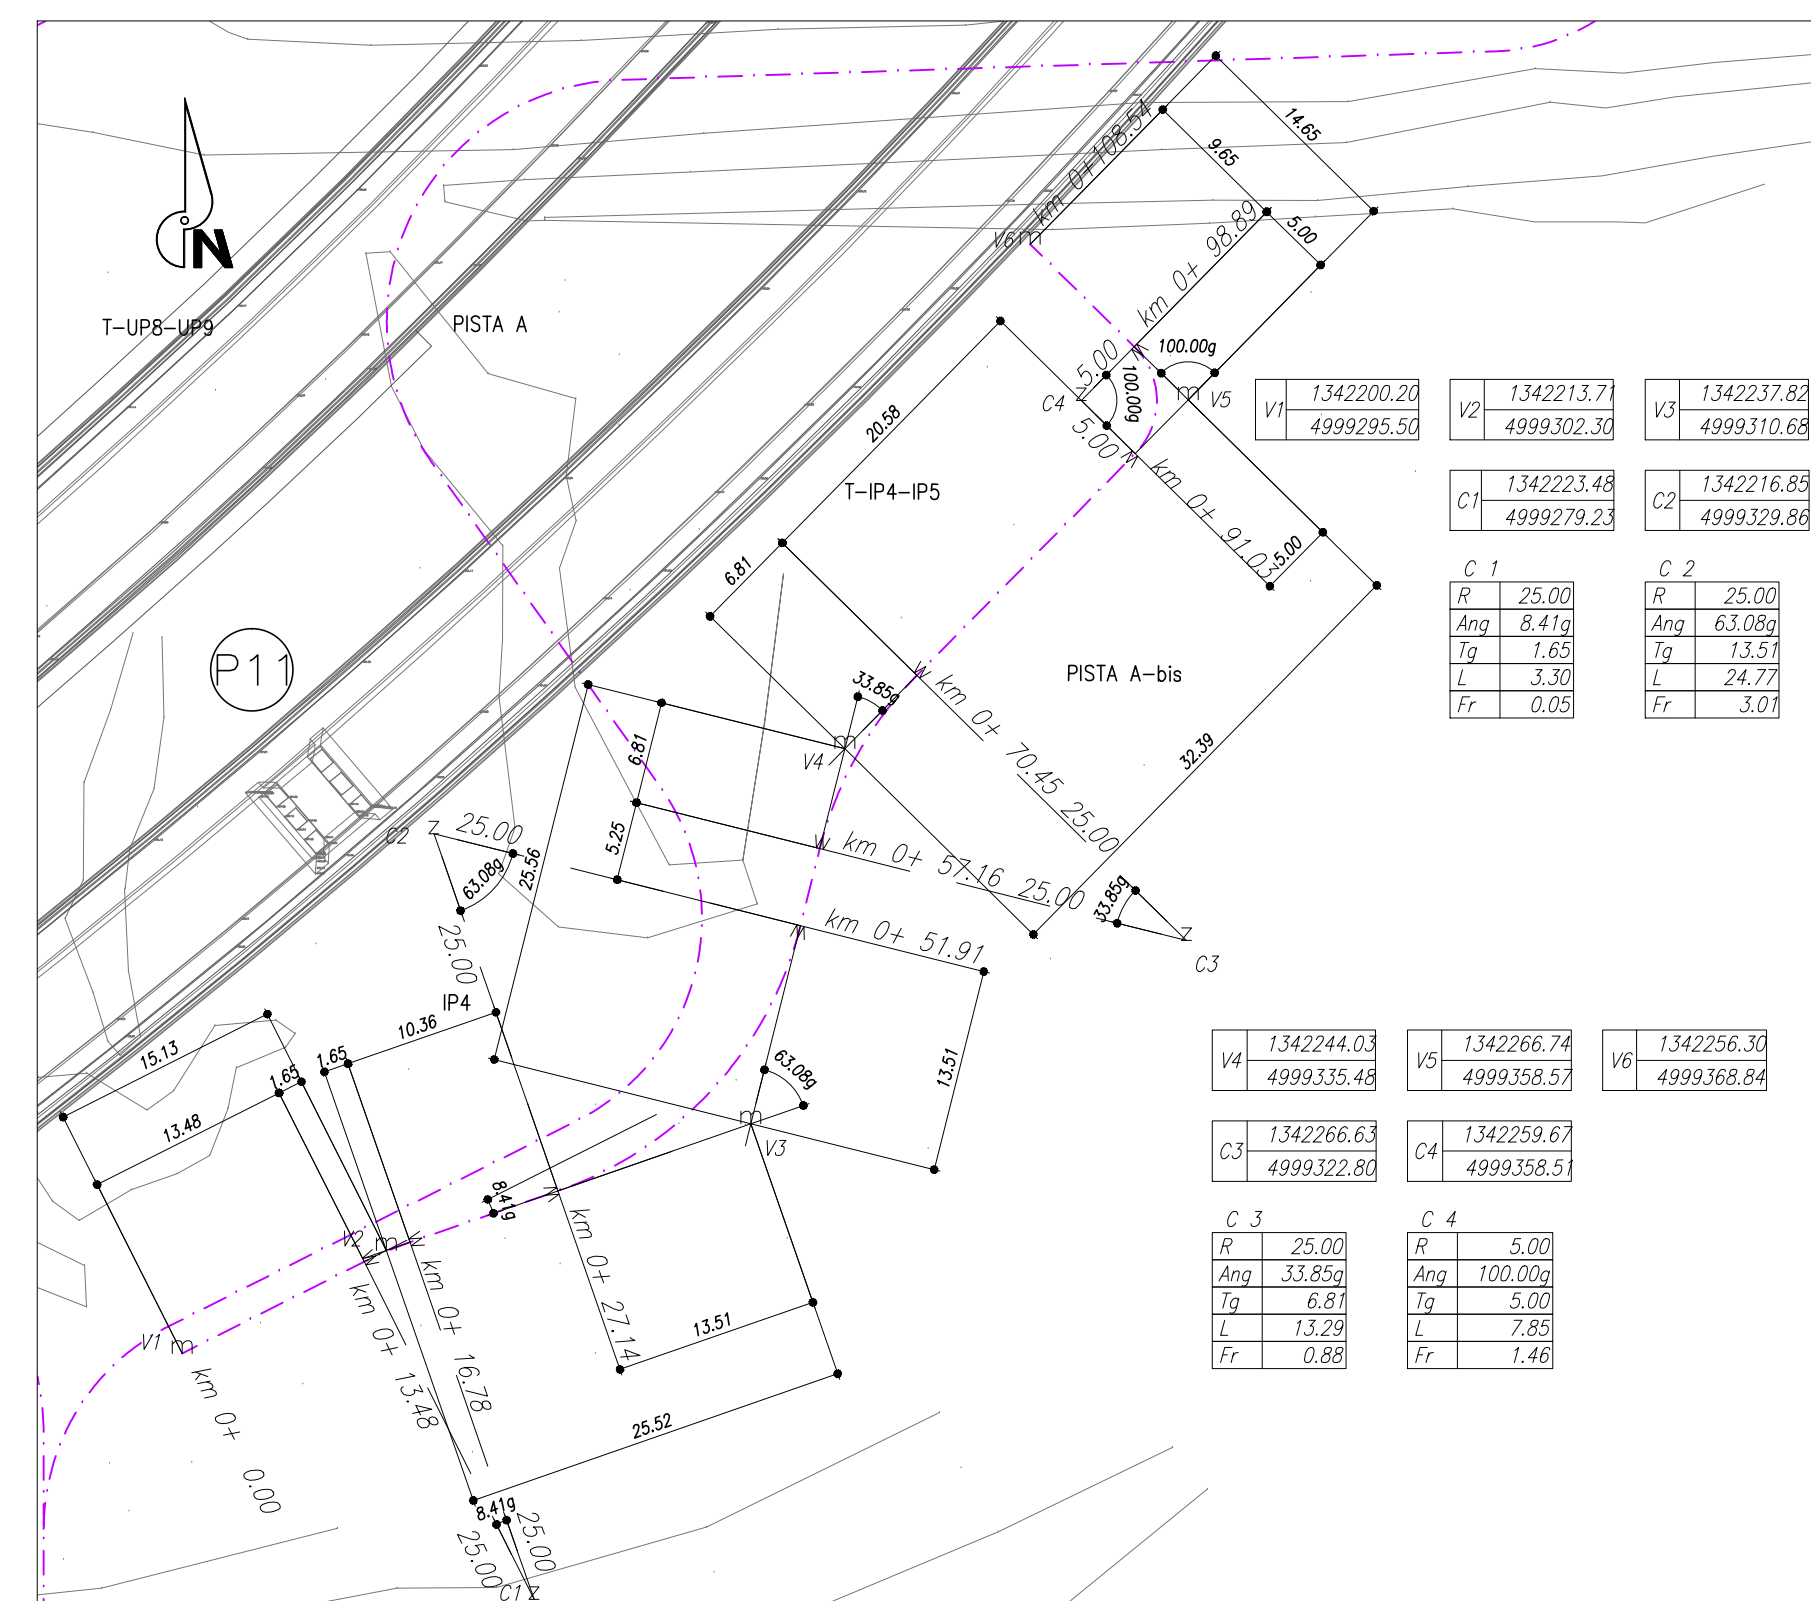 km 0+108.54
14.65
9.65
V6
m
km 0+ 98.89
5.00
N
T-UP8-UP9
PISTA A
5.00
100.00g
C4
Z
100.00g
m
V5
20.58
5.00
km 0+ 91.03
5.00
T-IP4-IP5
6.81
V1
1342200.20
4999295.50
V2
1342213.71
4999302.30
V3
1342237.82
4999310.68
C1
1342223.48
4999279.23
C2
1342216.85
4999329.86
C 1
R 25.00
Ang 8.41g
Tg 1.65
L 3.30
Fr 0.05
C 2
R 25.00
Ang 63.08g
Tg 13.51
L 24.77
Fr 3.01
P11
PISTA A-bis
33.85g
km 0+ 70.45 25.00
32.39
V4
m
6.81
C2
Z
25.00
63.08g
25.56
5.25
km 0+ 57.16 25.00
km 0+ 51.91
33.85g
Z
C3
25.00
IP4
10.36
15.13
1.65
1.65
13.48
63.08g
13.51
m
V3
8.41g
V2
m
km 0+ 27.14
km 0+ 16.78
km 0+ 13.48
V1
m
km 0+ 0.00
13.51
25.52
8.41g
25.00
25.00
C1
Z
V4
1342244.03
4999335.48
V5
1342266.74
4999358.57
V6
1342256.30
4999368.84
C3
1342266.63
4999322.80
C4
1342259.67
4999358.51
C 3
R 25.00
Ang 33.85g
Tg 6.81
L 13.29
Fr 0.88
C 4
R 5.00
Ang 100.00g
Tg 5.00
L 7.85
Fr 1.46